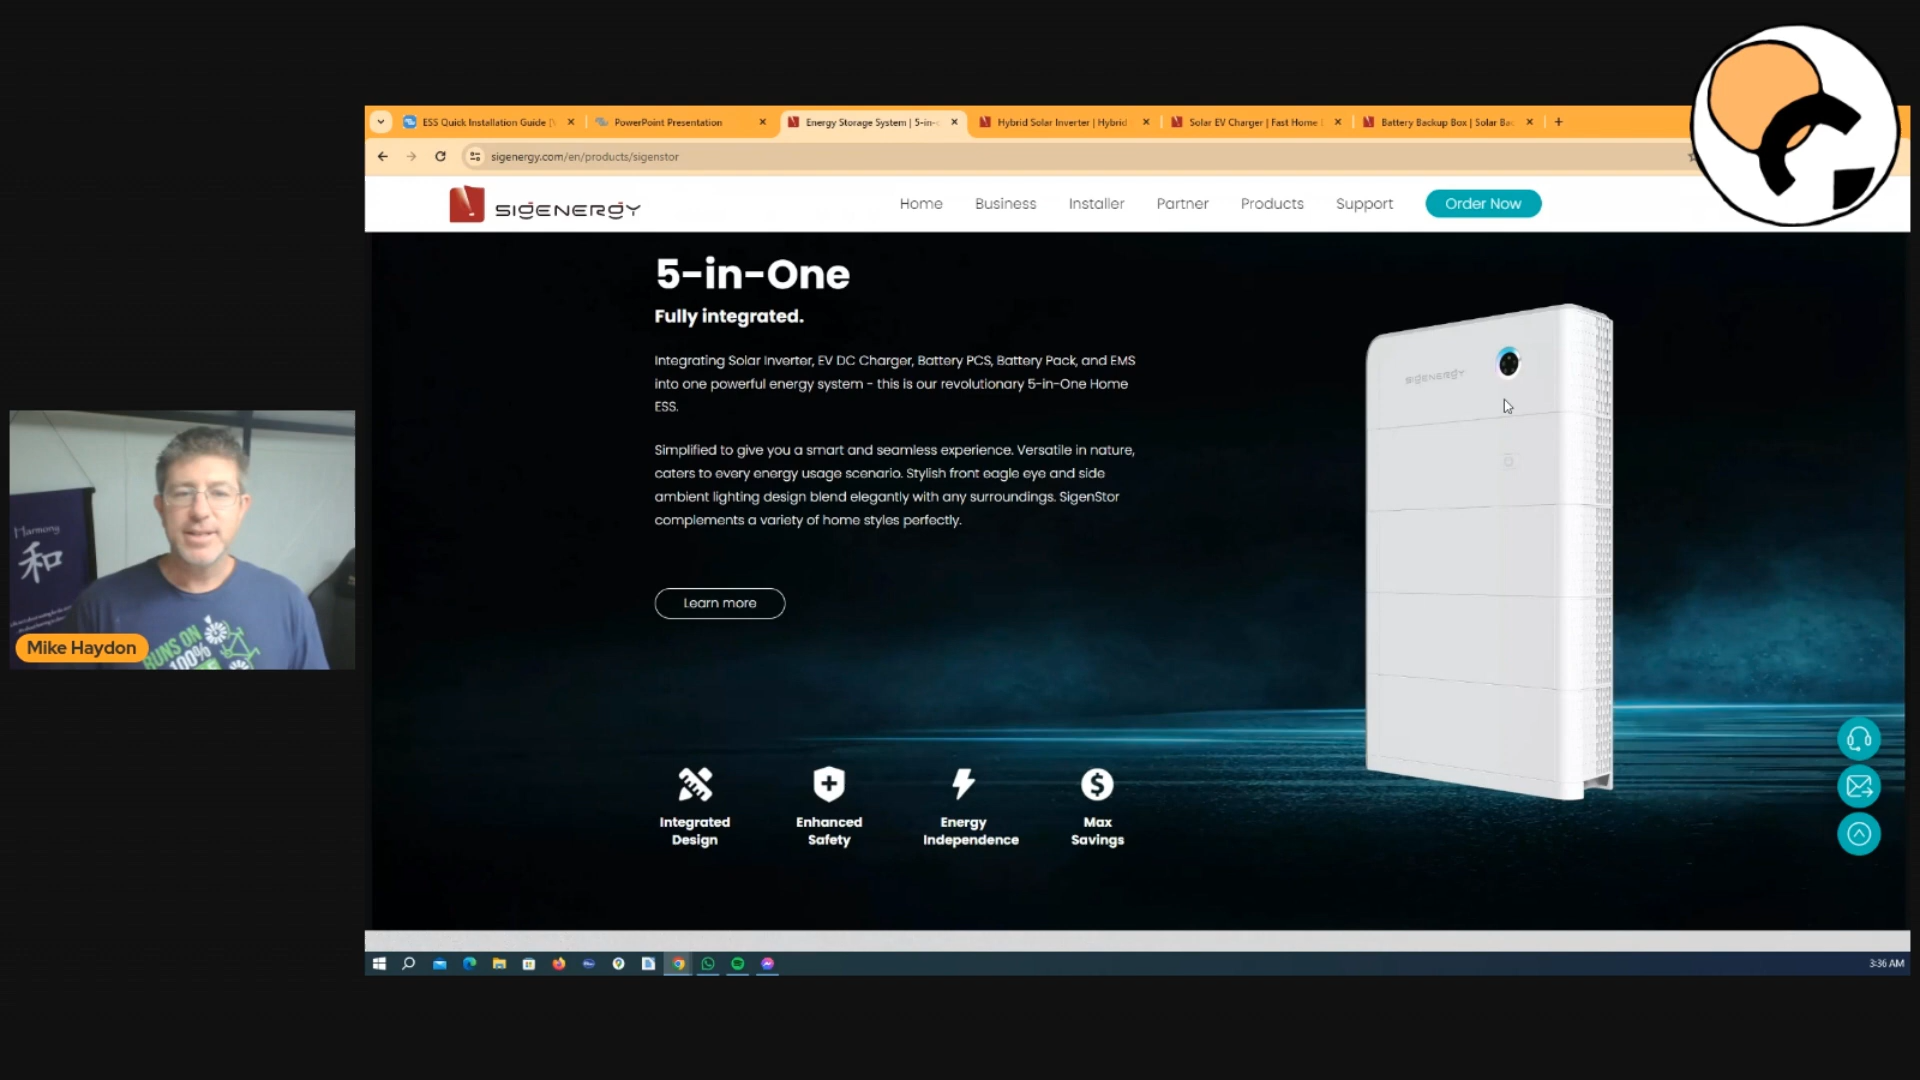 ESS Quick Installation Guide [V
PowerPoint Presentation
Energy Storage System | 5-in-
Hybrid Solar Inverter | Hybrid
Solar EV Charger | Fast Home
Battery Backup Box | Solar Bac
sigenergy.com/en/products/sigenstor
SIGENERGY
Home
Business
Installer
Partner
Products
Support
Order Now
5-in-One
Fully integrated.
Integrating Solar Inverter, EV DC Charger, Battery PCS, Battery Pack, and EMS
into one powerful energy system - this is our revolutionary 5-in-One Home
ESS.
Simplified to give you a smart and seamless experience. Versatile in nature,
caters to every energy usage scenario. Stylish front eagle eye and side
ambient lighting design blend elegantly with any surroundings. SigenStor
complements a variety of home styles perfectly.
Learn more
SIGENERGY
Integrated
Design
Enhanced
Safety
Energy
Independence
Max
Savings
Harmony
和
Mike Haydon
RUNS ON
100%
3:36 AM